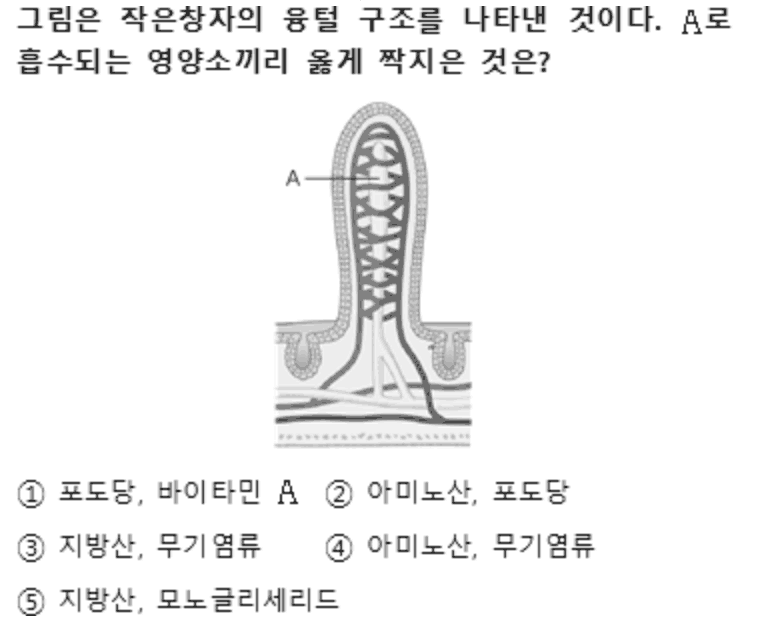 그림은 작은창자의 융털 구조를 나타낸 것이다. A로
흡수되는 영양소끼리 옳게 짝지은 것은?
A
① 포도당, 바이타민 A ② 아미노산, 포도당
③ 지방산, 무기염류 ④ 아미노산, 무기염류
⑤ 지방산, 모노글리세리드